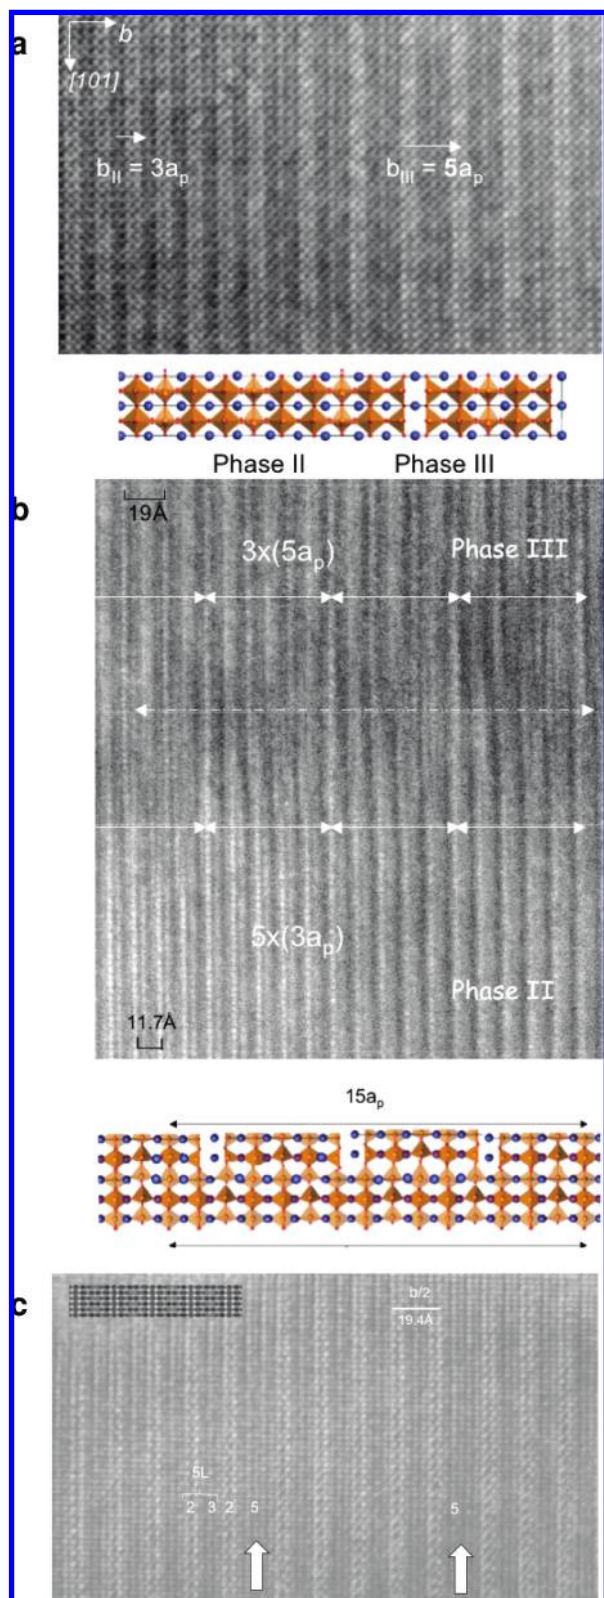 a
b
[101]
b_II = 3a_p
b_III = 5a_p
Phase II Phase III
b
19Å
3x(5a_p)
Phase III
5x(3a_p)
Phase II
11.7Å
15a_p
c
b/2
19.4Å
5L
2 3 2 5
5